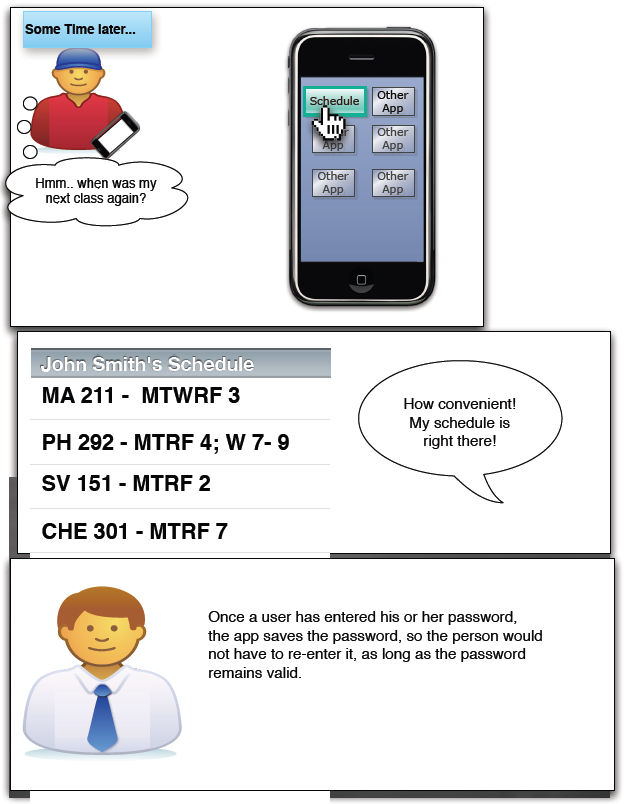 Some Time later...
Hmm.. when was my
next class again?
Schedule
Other
App
Other
App
Other
App
Other
App
Other
App
John Smith's Schedule
MA 211 - MTWRF 3
PH 292 - MTRF 4; W 7- 9
SV 151 - MTRF 2
CHE 301 - MTRF 7
How convenient!
My schedule is
right there!
Once a user has entered his or her password,
the app saves the password, so the person would
not have to re-enter it, as long as the password
remains valid.